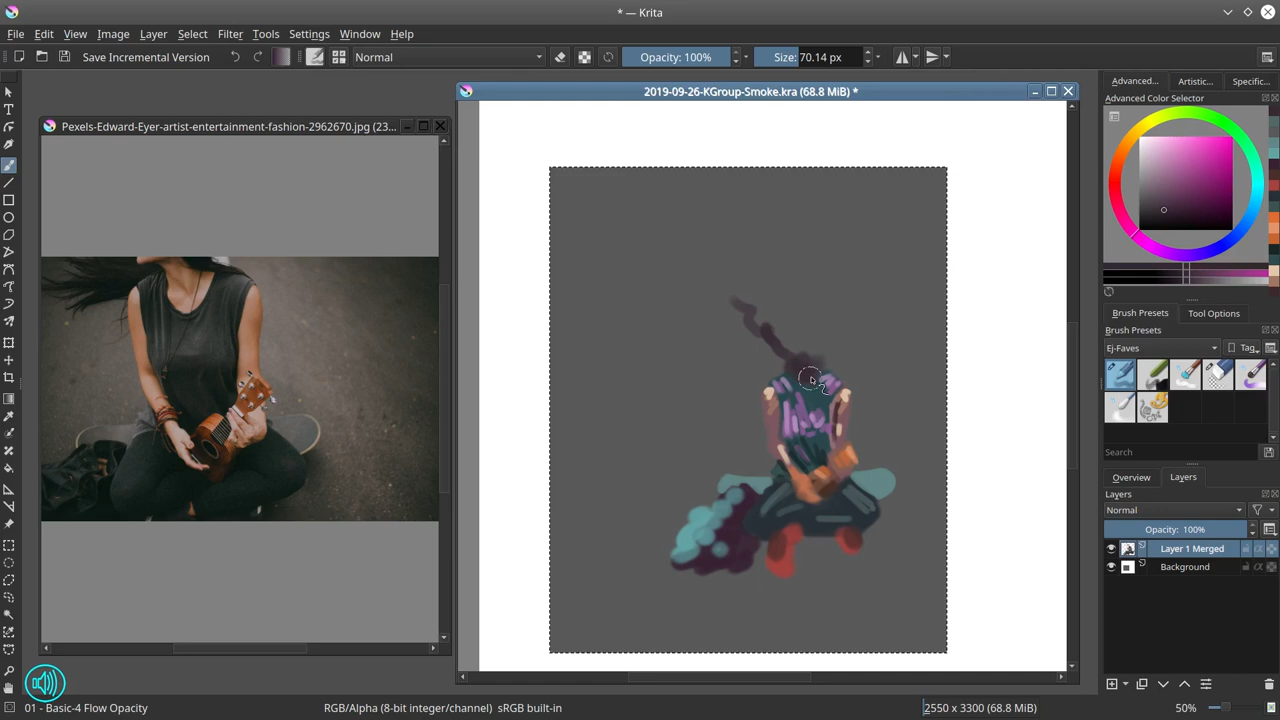 * — Krita
File Edit View Image Layer Select Filter Tools Settings Window Help
Save Incremental Version Normal Opacity: 100% Size: 70.14 px
2019-09-26-KGroup-Smoke.kra (68.8 MiB) *
Pexels-Edward-Eyer-artist-entertainment-fashion-2962670.jpg (23...
Advanced... Artistic... Specific...
Advanced Color Selector
Brush Presets Tool Options
Brush Presets
Ej-Faves Tag
Search
Overview Layers
Layers
Normal
Opacity: 100%
Layer 1 Merged
Background
01 - Basic-4 Flow Opacity RGB/Alpha (8-bit integer/channel) sRGB built-in 2550 x 3300 (68.8 MiB) 50%